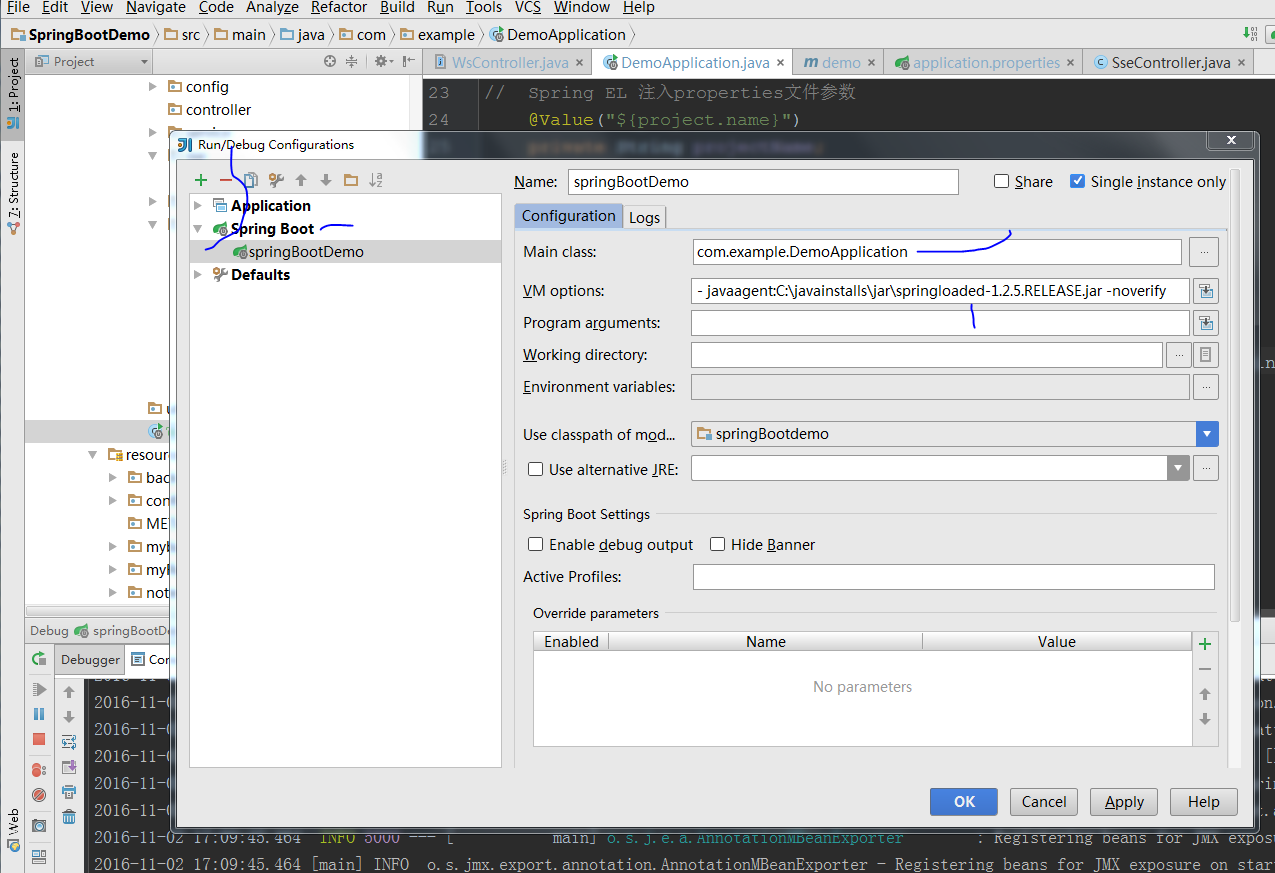 File Edit View Navigate Code Analyze Refactor Build Run Tools VCS Window Help
SpringBootDemo src main java com example DemoApplication
1: Project
7: Structure
Web
Project
WsController.java DemoApplication.java demo application.properties SseController.java
config
controller
23 // Spring EL 注入properties文件参数
24 @Value("${project.name}")
25 private String projectName;
Run/Debug Configurations
Application
Spring Boot
springBootDemo
Defaults
Name: springBootDemo
Share
Single instance only
Configuration Logs
Main class: com.example.DemoApplication
VM options: - javaagent:C:\javainstalls\jar\springloaded-1.2.5.RELEASE.jar -noverify
Program arguments:
Working directory:
Environment variables:
Use classpath of mod... springBootdemo
Use alternative JRE:
Spring Boot Settings
Enable debug output
Hide Banner
Active Profiles:
Override parameters
Enabled Name Value
No parameters
OK Cancel Apply Help
resour
bac
con
ME
myb
not
Debug springBootD
Debugger Con
2016-11-0
2016-11-0
2016-11-0
2016-11-0
2016-11-0
2016-11-02 17:09:45.464 INFO 5000 --- [ main] o.s.j.e.a.AnnotationMBeanExporter : Registering beans for JMX expos
2016-11-02 17:09:45.464 [main] INFO o.s.jmx.export.annotation.AnnotationMBeanExporter - Registering beans for JMX exposure on star